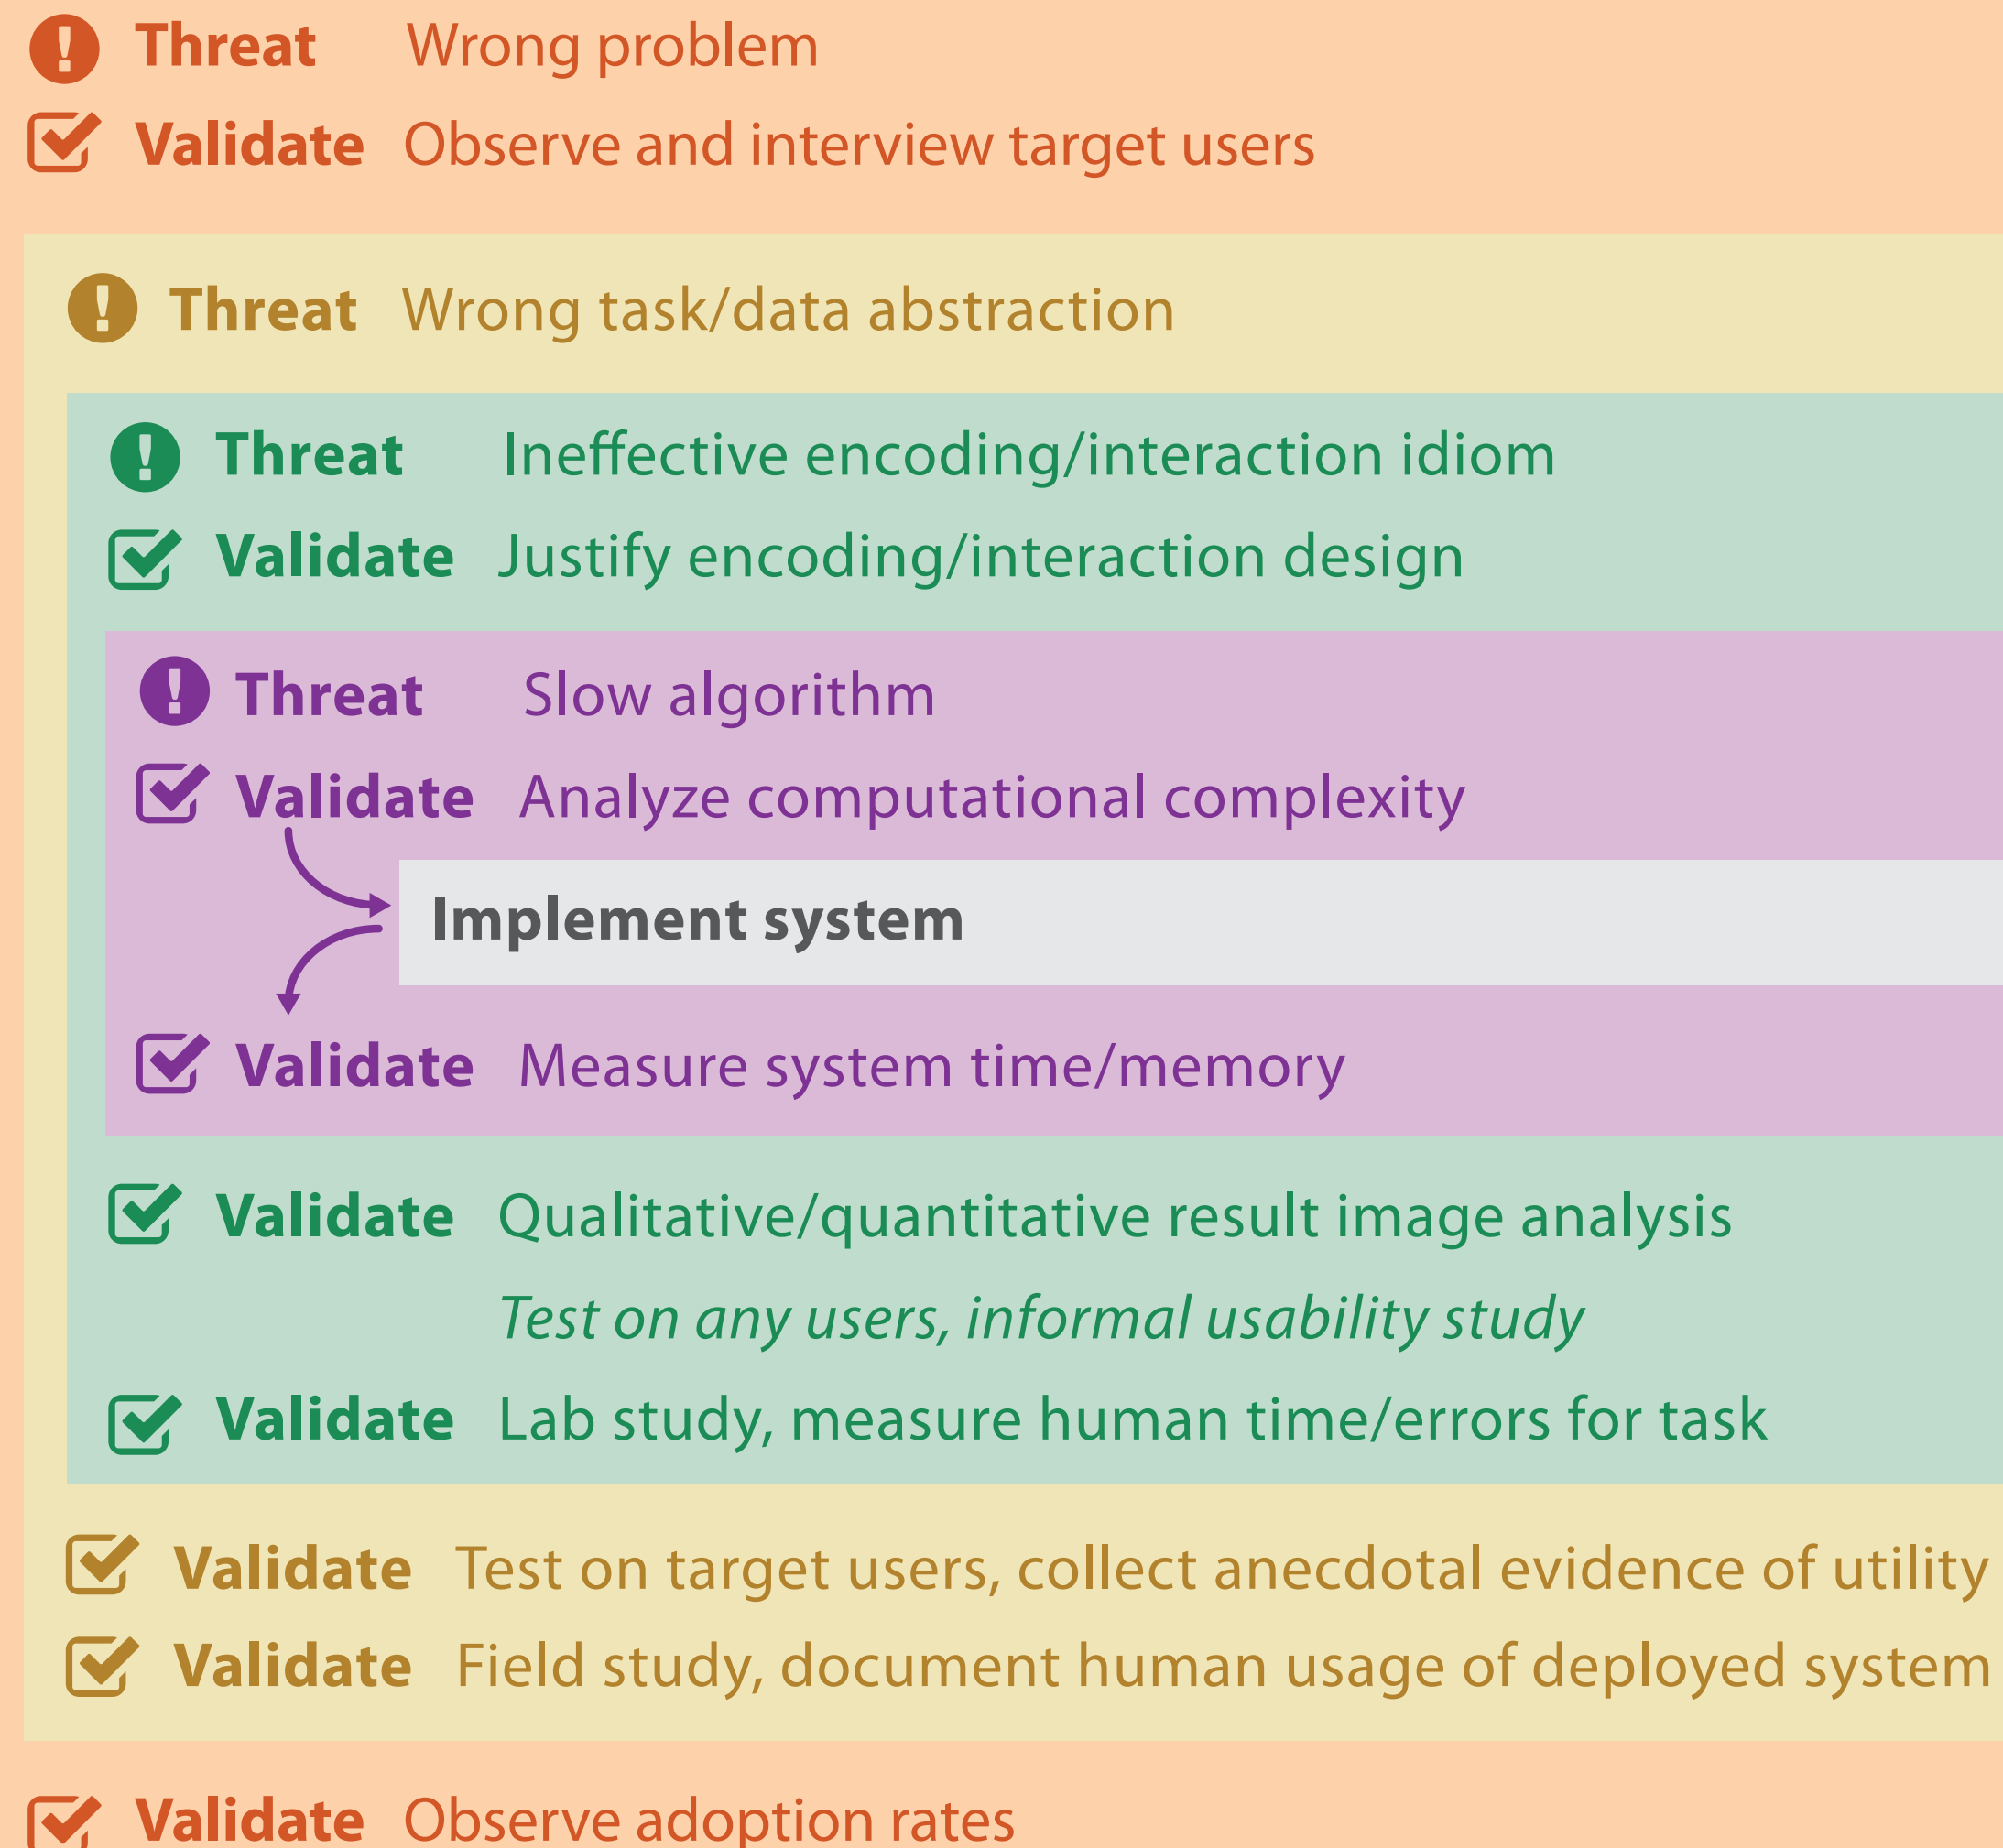 Threat Wrong problem
Validate Observe and interview target users
Threat Wrong task/data abstraction
Threat Ineffective encoding/interaction idiom
Validate Justify encoding/interaction design
Threat Slow algorithm
Validate Analyze computational complexity
Implement system
Validate Measure system time/memory
Validate Qualitative/quantitative result image analysis
Test on any users, informal usability study
Validate Lab study, measure human time/errors for task
Validate Test on target users, collect anecdotal evidence of utility
Validate Field study, document human usage of deployed system
Validate Observe adoption rates